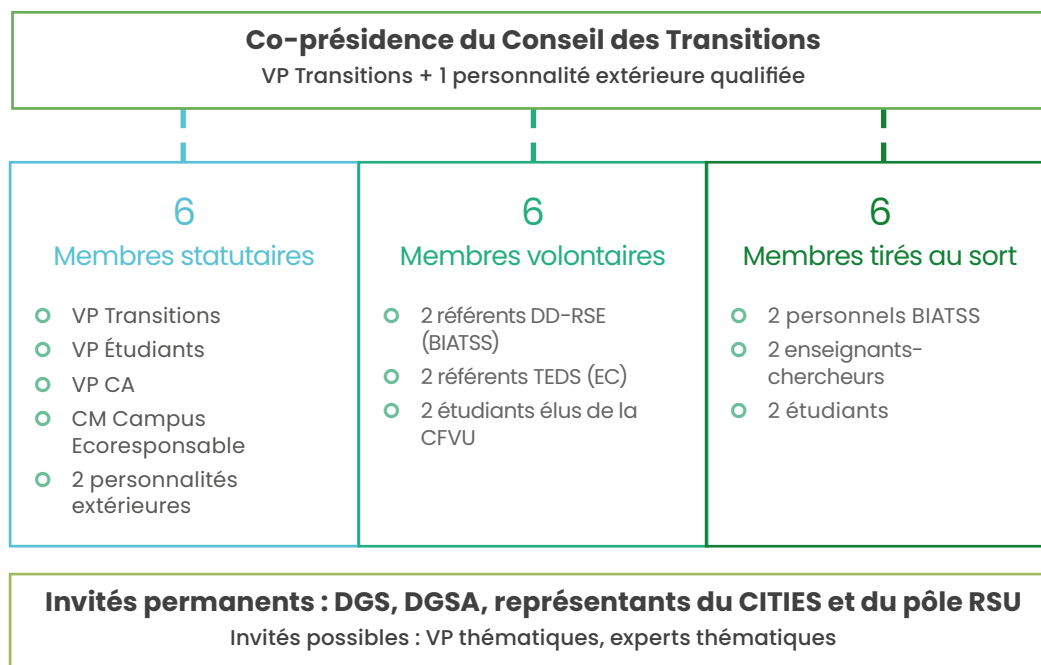 Co-présidence du Conseil des Transitions
VP Transitions + 1 personnalité extérieure qualifiée
6
Membres statutaires
VP Transitions
VP Étudiants
VP CA
CM Campus
Ecoresponsable
2 personnalités
extérieures
6
Membres volontaires
2 référents DD-RSE
(BIATSS)
2 référents TEDS (EC)
2 étudiants élus de la
CFVU
6
Membres tirés au sort
2 personnels BIATSS
2 enseignants-
chercheurs
2 étudiants
Invités permanents : DGS, DGSA, représentants du CITIES et du pôle RSU
Invités possibles : VP thématiques, experts thématiques